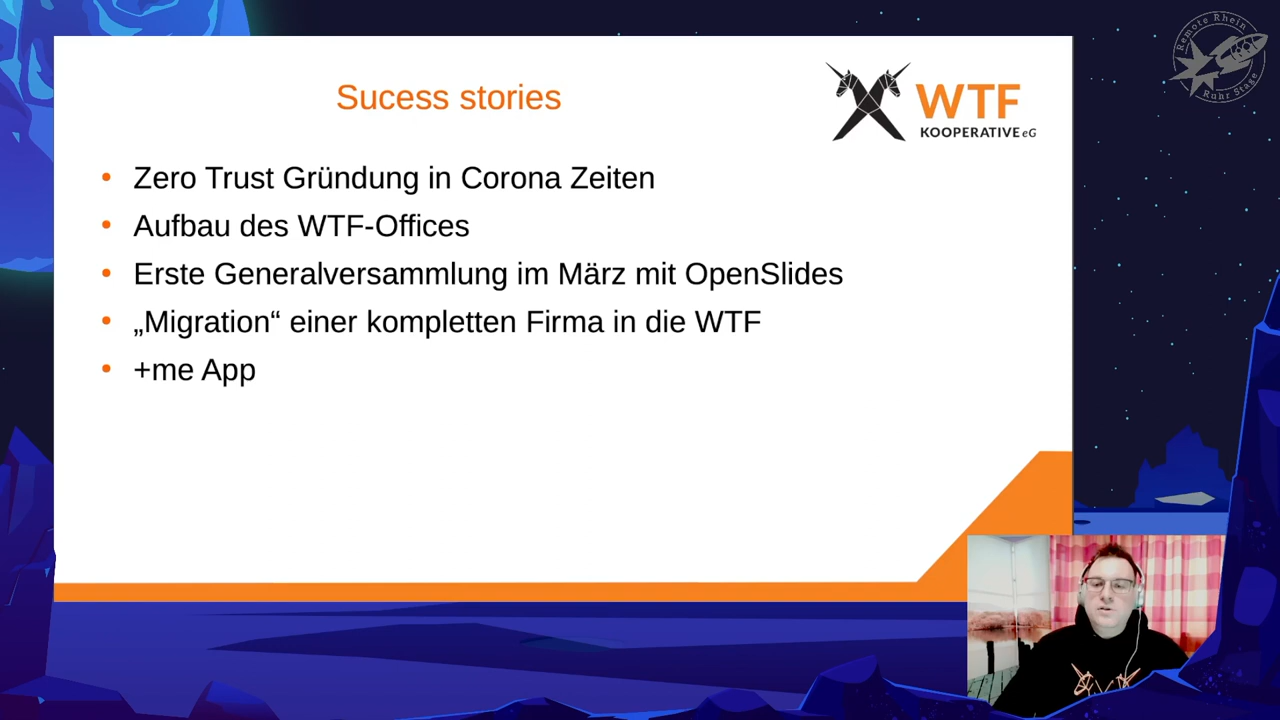 Remote Rhein
Ruhr Stage
Sucess stories
WTF
KOOPERATIVE eG
• Zero Trust Gründung in Corona Zeiten
• Aufbau des WTF-Offices
• Erste Generalversammlung im März mit OpenSlides
• „Migration“ einer kompletten Firma in die WTF
• +me App